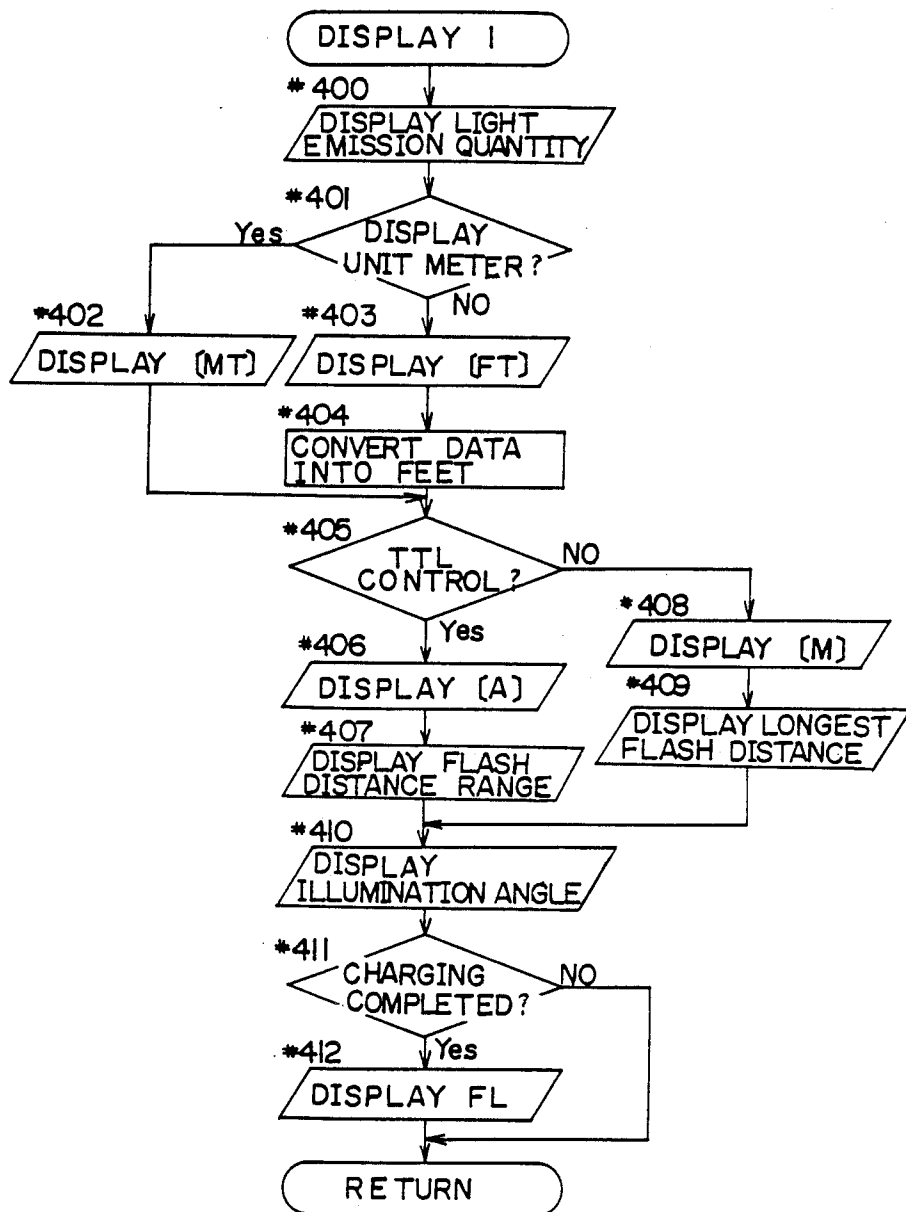 DISPLAY 1
#400
DISPLAY LIGHT
EMISSION QUANTITY
#401
Yes
DISPLAY
UNIT METER?
NO
#402
DISPLAY [MT]
#403
DISPLAY [FT]
#404
CONVERT DATA
INTO FEET
#405
TTL
CONTROL?
NO
Yes
#408
DISPLAY [M]
#409
DISPLAY LONGEST
FLASH DISTANCE
#406
DISPLAY [A]
#407
DISPLAY FLASH
DISTANCE RANGE
#410
DISPLAY
ILLUMINATION ANGLE
#411
CHARGING
COMPLETED?
NO
Yes
#412
DISPLAY FL
RETURN